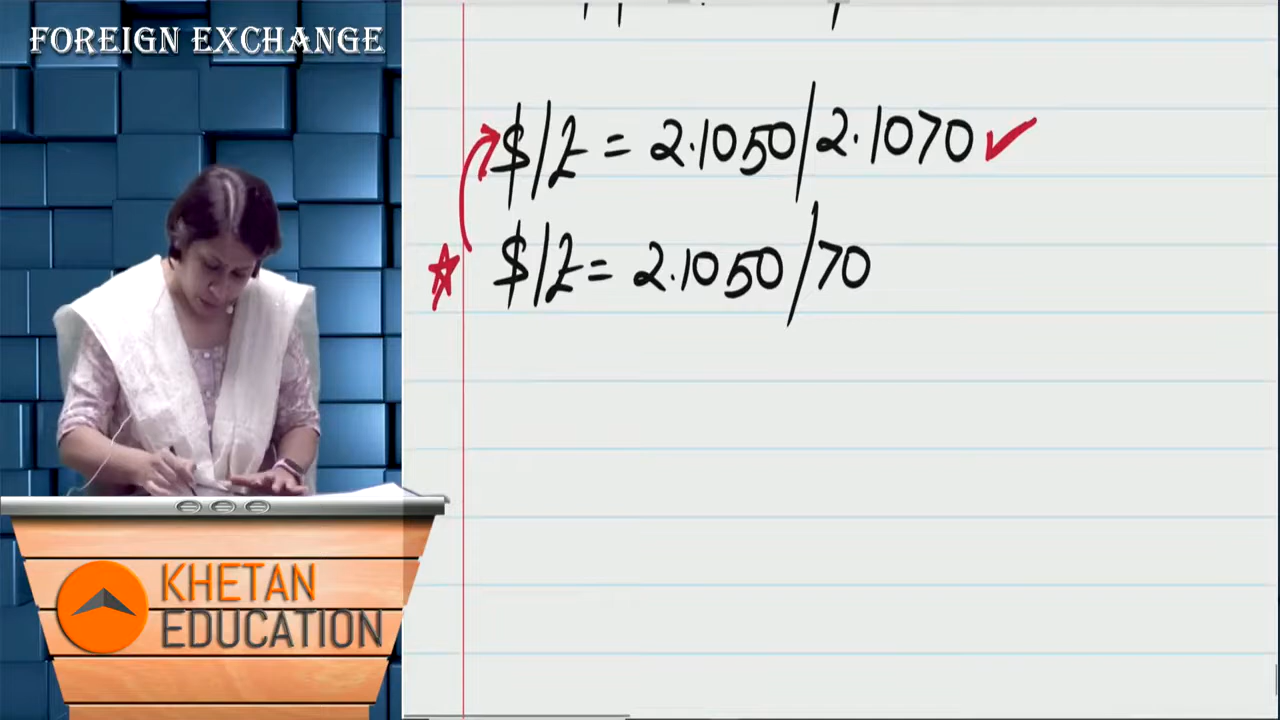 FOREIGN EXCHANGE
$/£ = 2.1050/2.1070 ✓
$/£ = 2.1050/70
KHETAN
EDUCATION